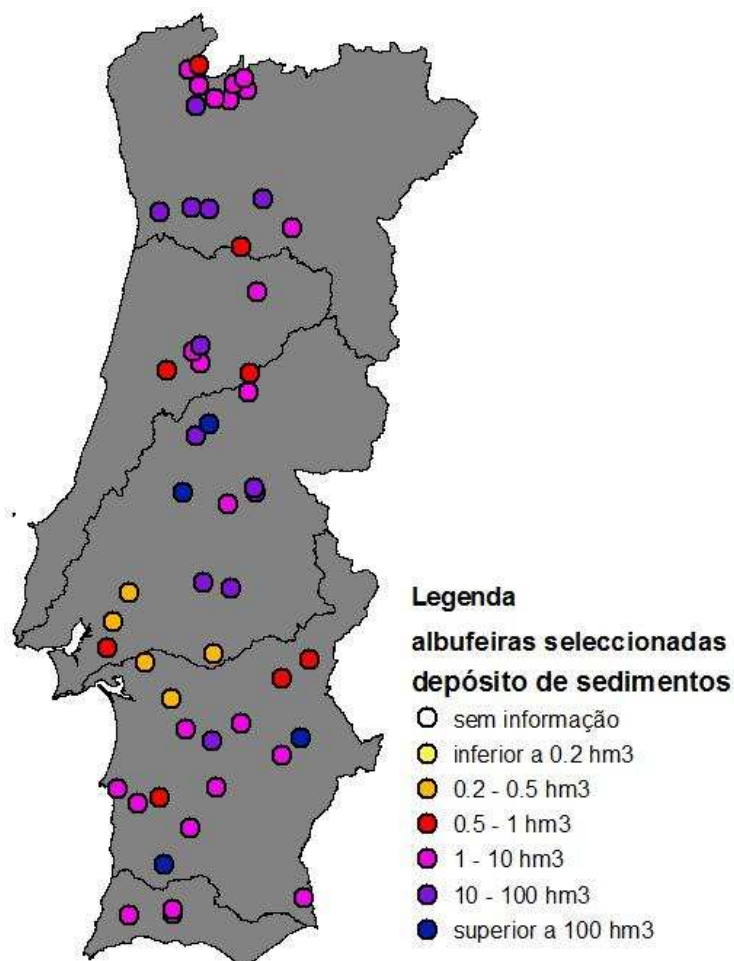 Legenda
albufeiras seleccionadas
depósito de sedimentos
sem informação
inferior a 0.2 hm3
0.2 - 0.5 hm3
0.5 - 1 hm3
1 - 10 hm3
10 - 100 hm3
superior a 100 hm3